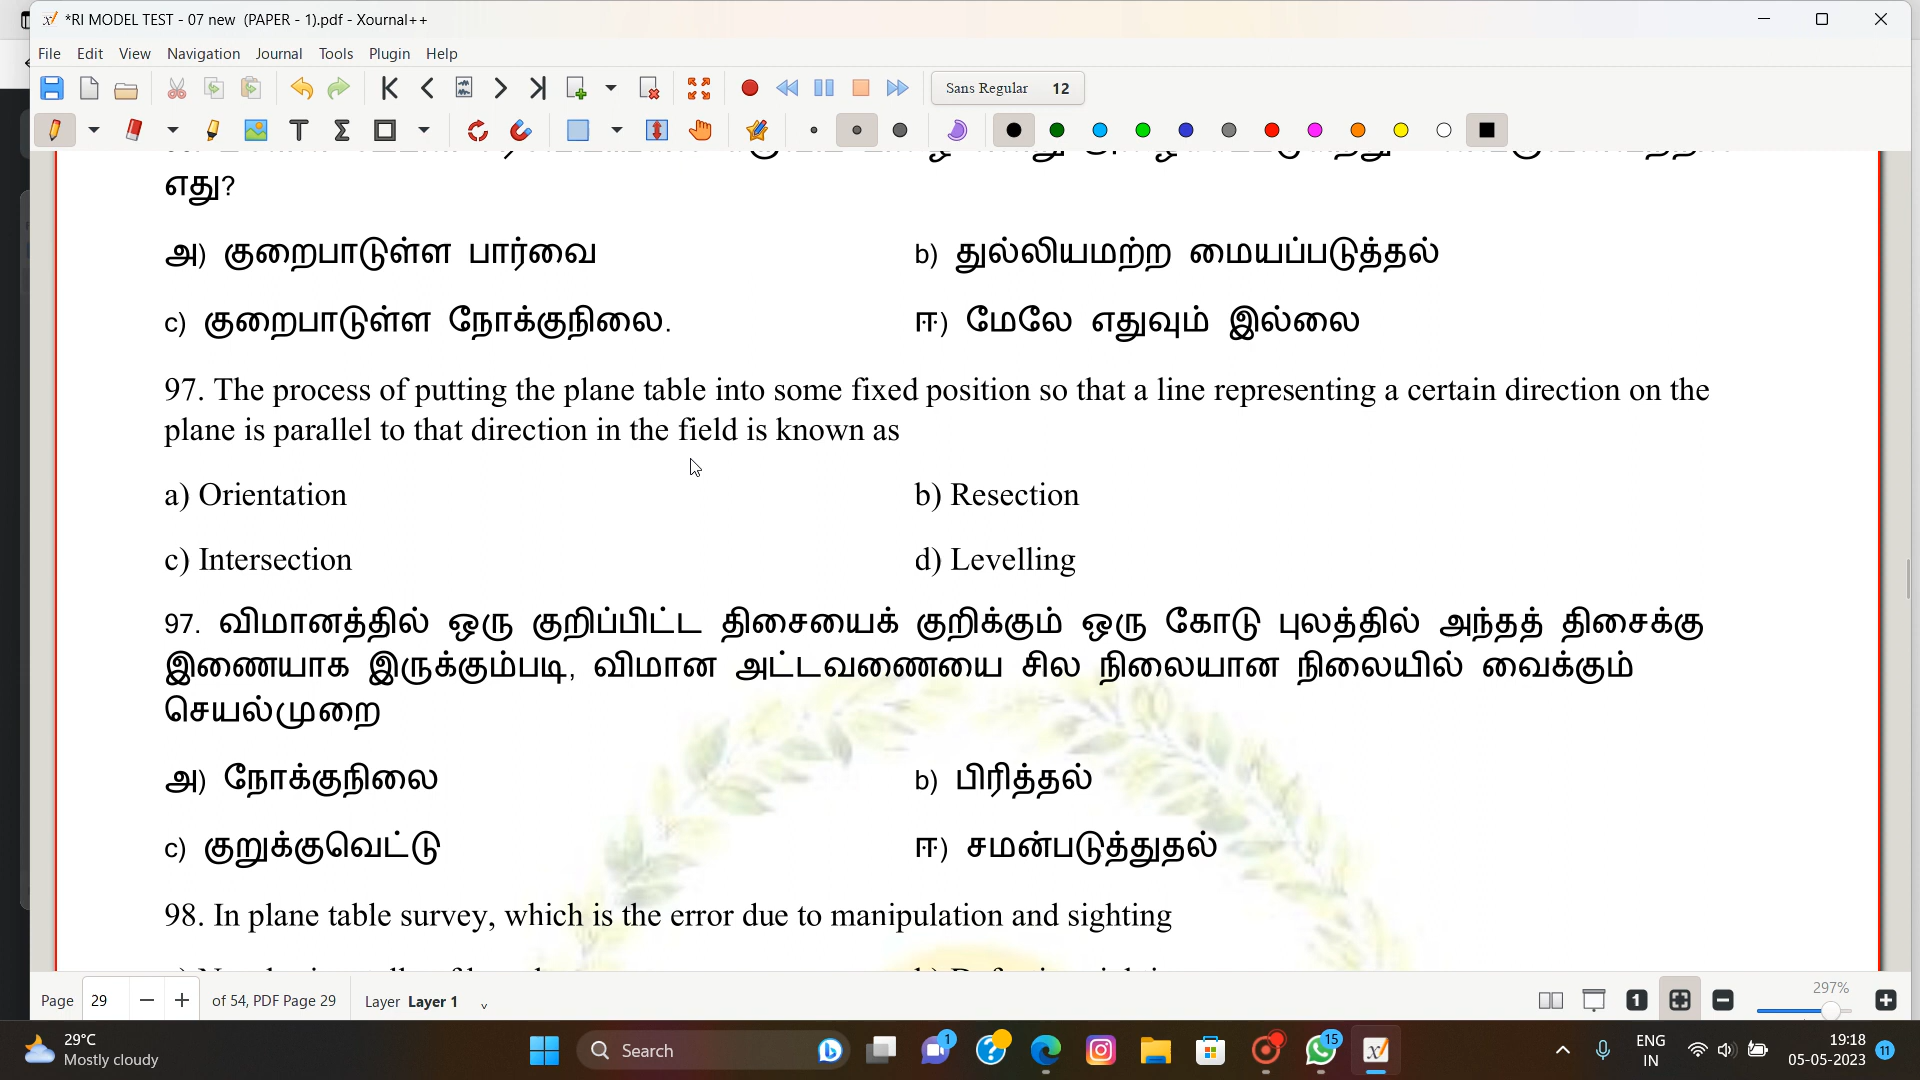 *RI MODEL TEST - 07 new (PAPER - 1).pdf - Xournal++
File Edit View Navigation Journal Tools Plugin Help
Sans Regular 12
எது?
அ) குறைபாடுள்ள பார்வை b) துல்லியமற்ற மையப்படுத்தல்
c) குறைபாடுள்ள நோக்குநிலை. ஈ) மேலே எதுவும் இல்லை
97. The process of putting the plane table into some fixed position so that a line representing a certain direction on the
plane is parallel to that direction in the field is known as
a) Orientation b) Resection
c) Intersection d) Levelling
97. விமானத்தில் ஒரு குறிப்பிட்ட திசையைக் குறிக்கும் ஒரு கோடு புலத்தில் அந்தத் திசைக்கு
இணையாக இருக்கும்படி, விமான அட்டவணையை சில நிலையான நிலையில் வைக்கும்
செயல்முறை
அ) நோக்குநிலை b) பிரித்தல்
c) குறுக்குவெட்டு ஈ) சமன்படுத்துதல்
98. In plane table survey, which is the error due to manipulation and sighting
Page 29 of 54, PDF Page 29 Layer Layer 1 297%
29°C
Mostly cloudy
Search
1
15
ENG
IN
19:18
05-05-2023
11